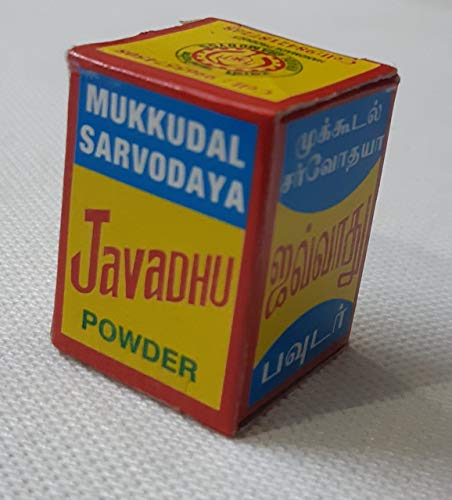 MUKKUDAL
SARVODAYA
JAVADHU
POWDER
முக்கூடல்
சர்வோதயா
ஜவ்வாது
பவுடர்